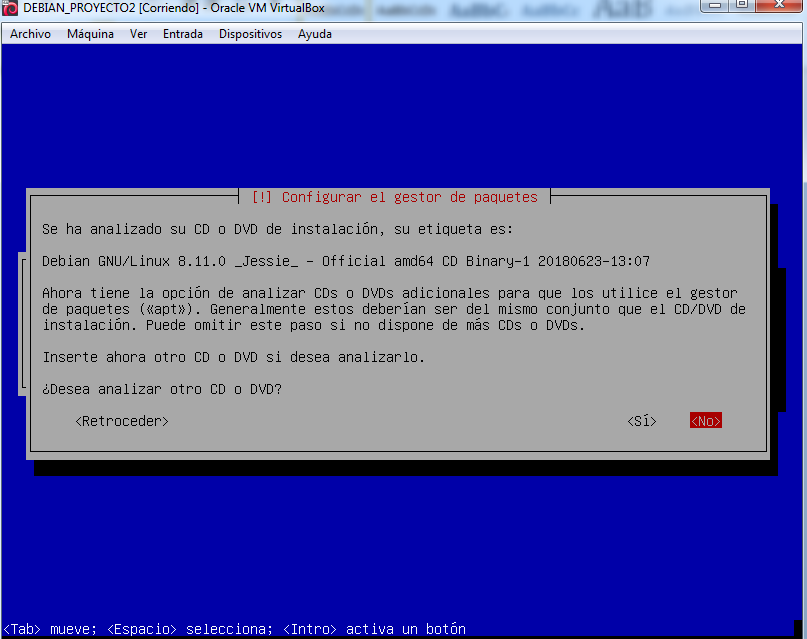 DEBIAN_PROYECTO2 [Corriendo] - Oracle VM VirtualBox
Archivo Máquina Ver Entrada Dispositivos Ayuda
[!] Configurar el gestor de paquetes
Se ha analizado su CD o DVD de instalación, su etiqueta es:
Debian GNU/Linux 8.11.0 _Jessie_ - Official amd64 CD Binary-1 20180623-13:07
Ahora tiene la opción de analizar CDs o DVDs adicionales para que los utilice el gestor
de paquetes («apt»). Generalmente estos deberían ser del mismo conjunto que el CD/DVD de
instalación. Puede omitir este paso si no dispone de más CDs o DVDs.
Inserte ahora otro CD o DVD si desea analizarlo.
¿Desea analizar otro CD o DVD?
<Retroceder> <Sí> <No>
<Tab> mueve; <Espacio> selecciona; <Intro> activa un botón